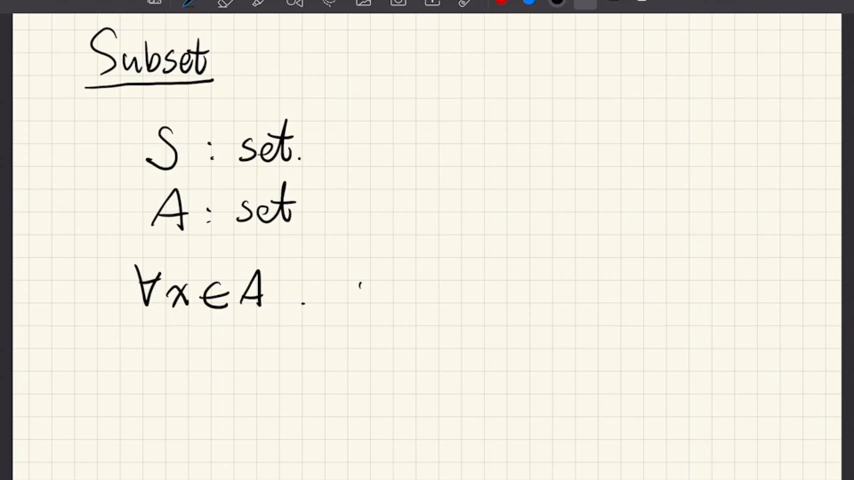 Subset
S : set.
A : set
∀x ∈ A .